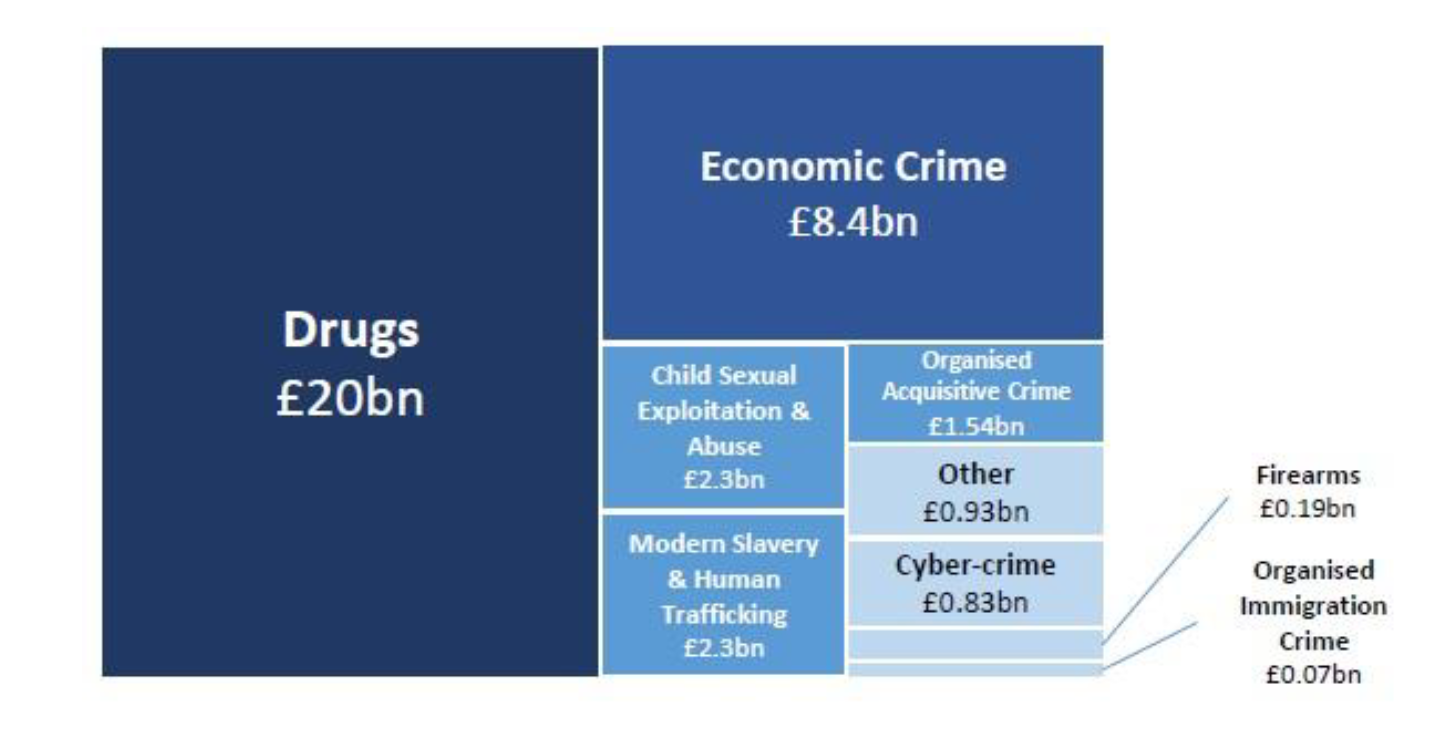 Drugs
£20bn
Economic Crime
£8.4bn
Child Sexual
Exploitation &
Abuse
£2.3bn
Modern Slavery
& Human
Trafficking
£2.3bn
Organised
Acquisitive Crime
£1.54bn
Other
£0.93bn
Cyber-crime
£0.83bn
Firearms
£0.19bn
Organised
Immigration
Crime
£0.07bn